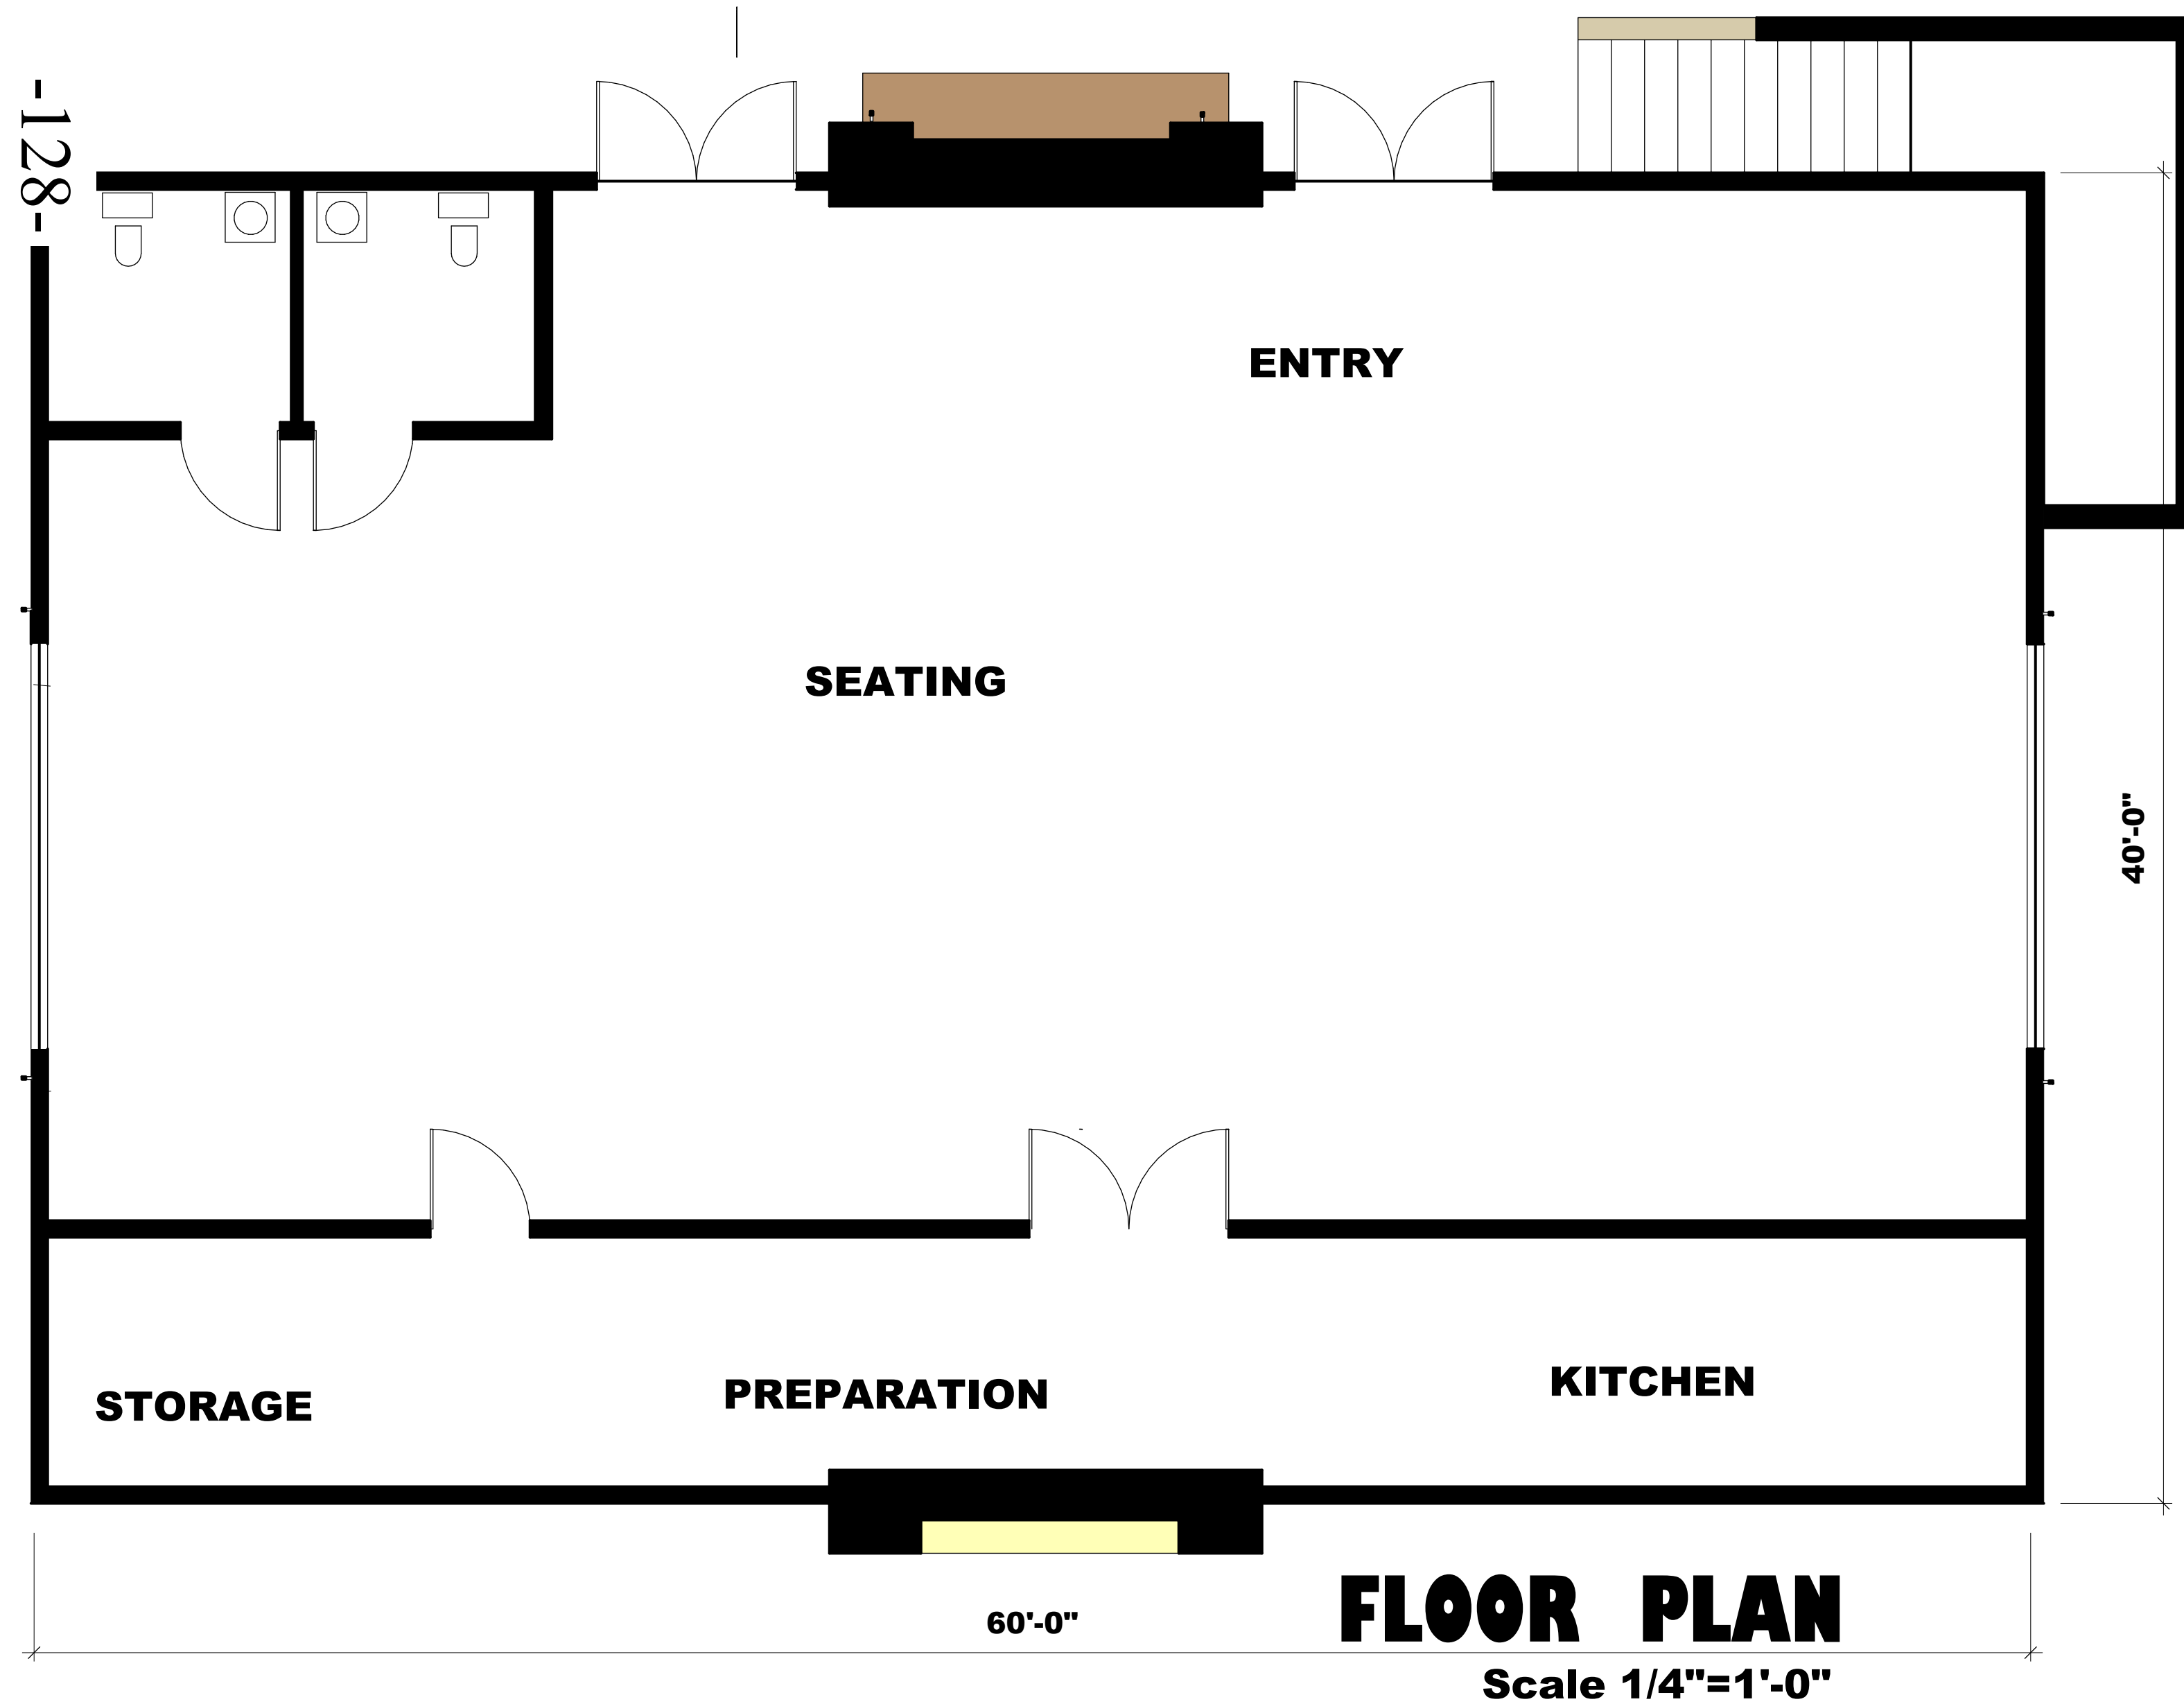 -128-
ENTRY
SEATING
40'-0"
STORAGE
PREPARATION
KITCHEN
60'-0"
FLOOR PLAN
Scale 1/4"=1'-0"